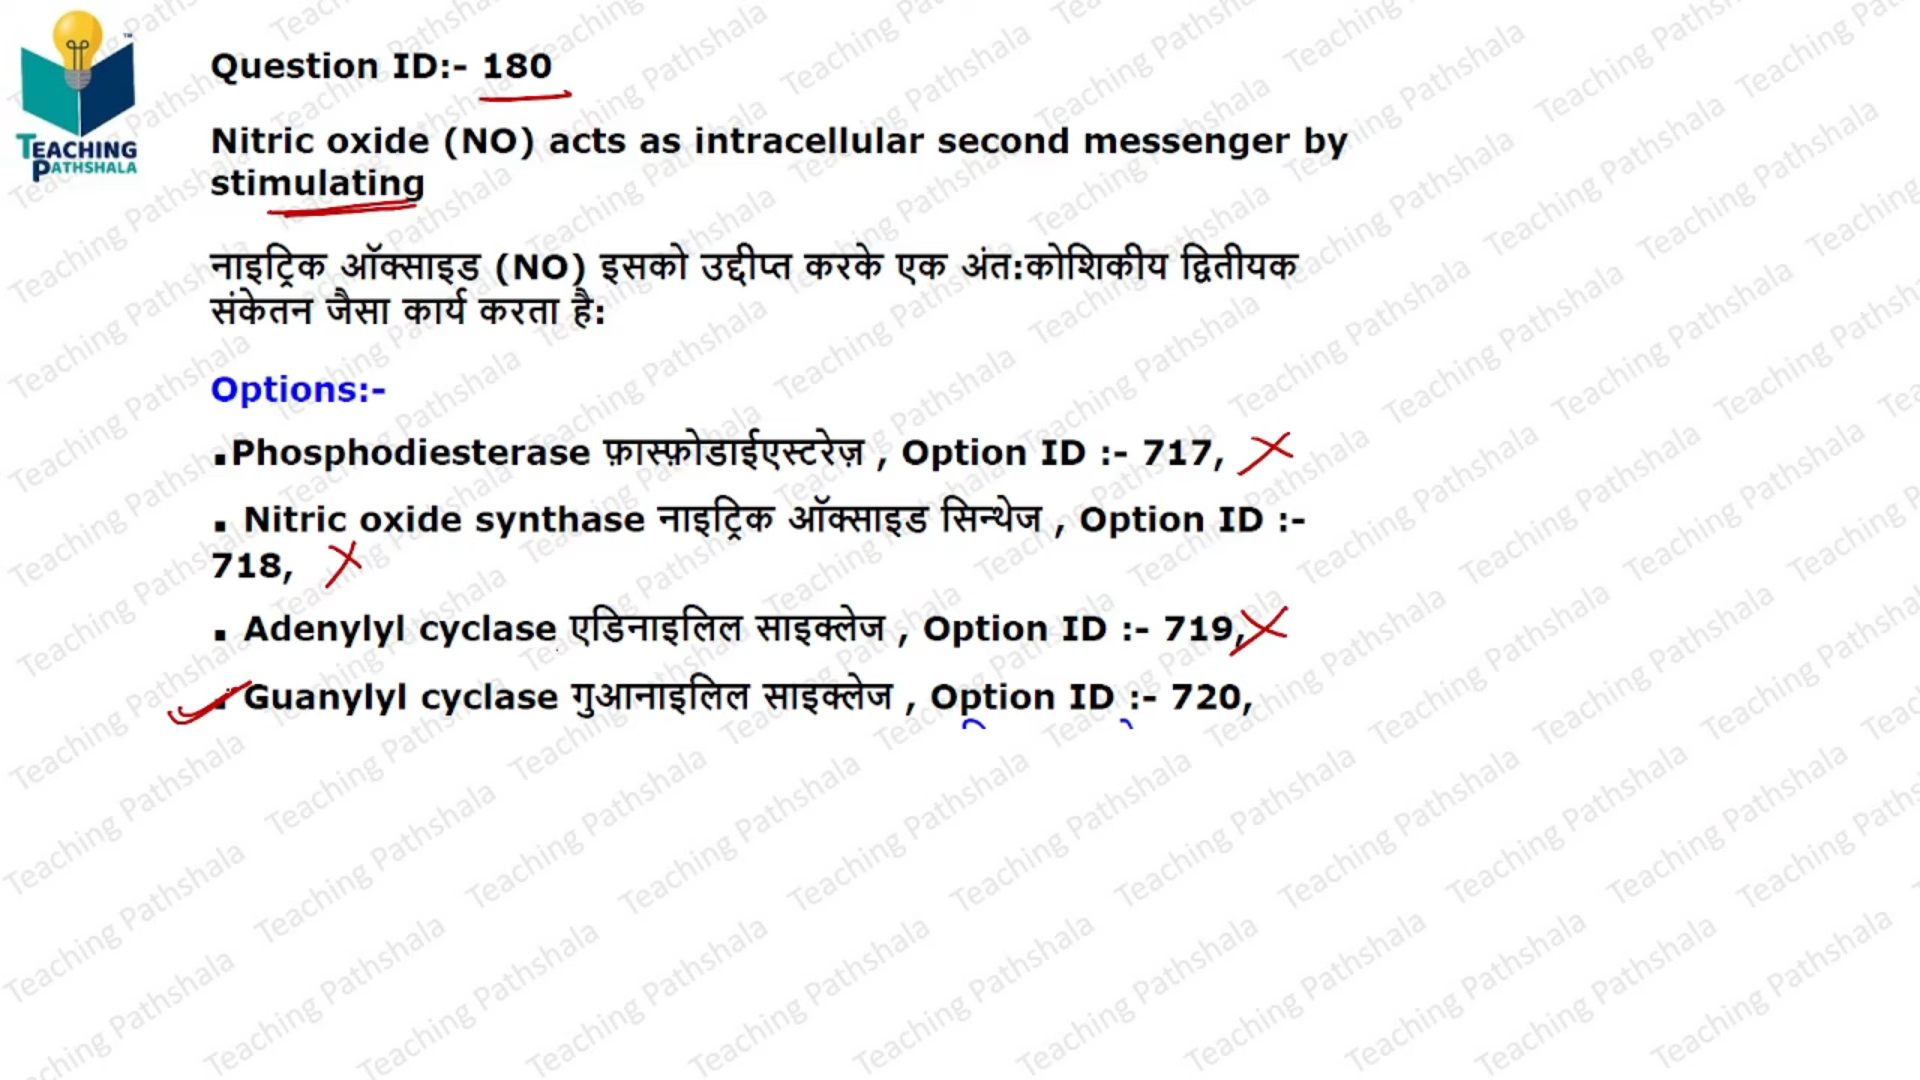 TEACHING
PATHSHALA
TM
Question ID:- 180
Nitric oxide (NO) acts as intracellular second messenger by
stimulating
नाइट्रिक ऑक्साइड (NO) इसको उद्दीप्त करके एक अंत:कोशिकीय द्वितीयक
संकेतन जैसा कार्य करता है:
Options:-
▪Phosphodiesterase फ़ास्फ़ोडाईएस्टरेज़ , Option ID :- 717,
▪ Nitric oxide synthase नाइट्रिक ऑक्साइड सिन्थेज , Option ID :-
718,
▪ Adenylyl cyclase एडिनाइलिल साइक्लेज , Option ID :- 719,
▪ Guanylyl cyclase गुआनाइलिल साइक्लेज , Option ID :- 720,
Teaching Pathshala